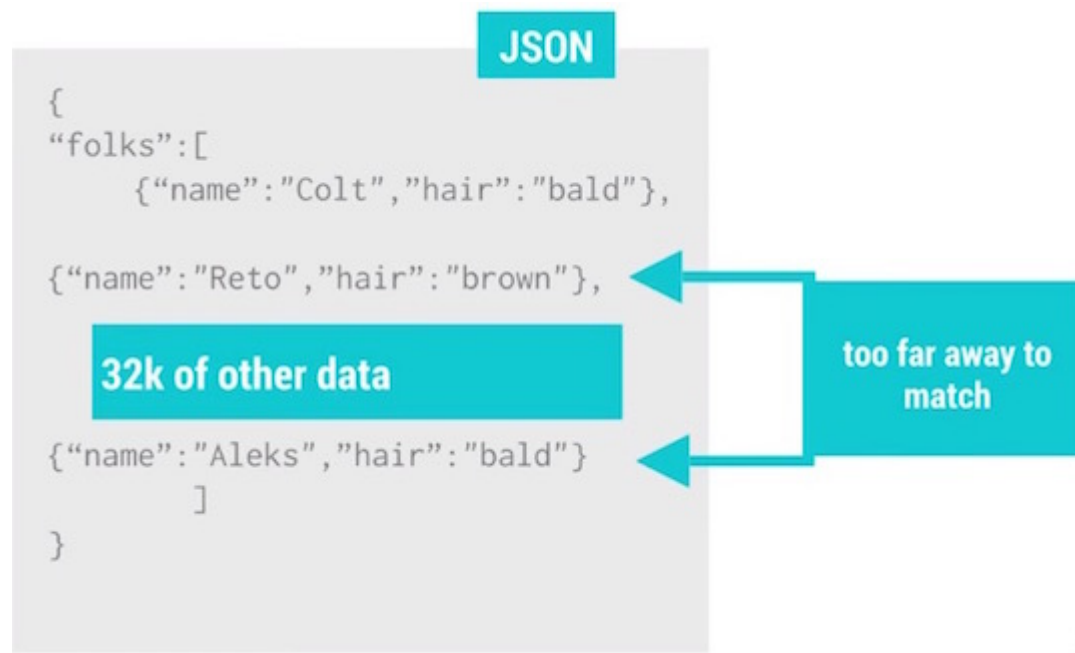 JSON
{
“folks”:[
{“name”:"Colt",”hair”:"bald"},
{“name”:"Reto",”hair”:"brown"},
32k of other data
too far away to
match
{“name”:"Aleks",”hair”:"bald"}
]
}